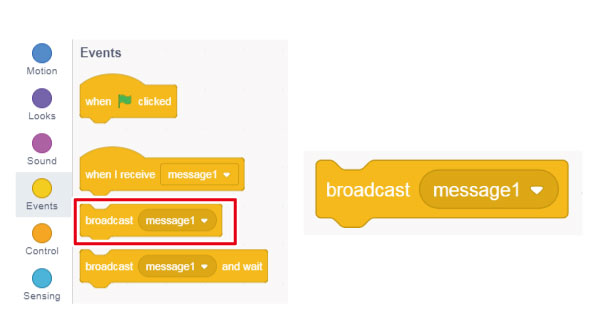 Motion
Looks
Sound
Events
Control
Sensing
Events
when clicked
when I receive message1
broadcast message1
broadcast message1 and wait
broadcast message1